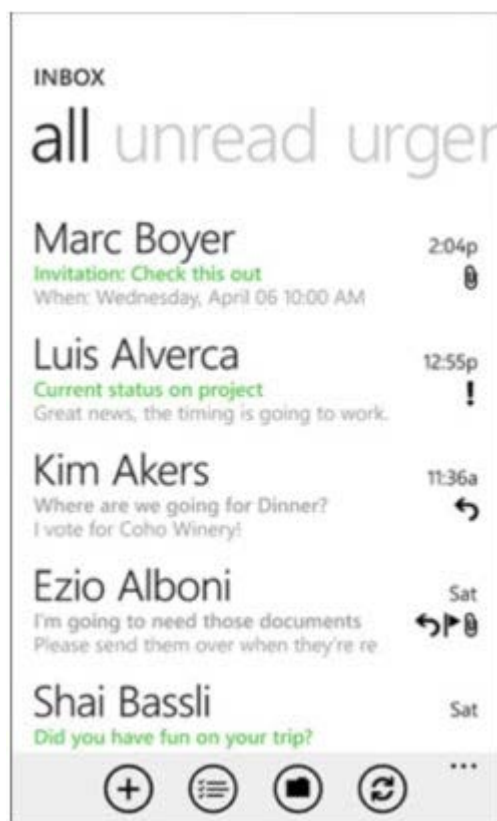 INBOX
all unread urgen
Marc Boyer 2:04p
Invitation: Check this out
When: Wednesday, April 06 10:00 AM
Luis Alverca 12:55p
Current status on project
Great news, the timing is going to work.
Kim Akers 11:36a
Where are we going for Dinner?
I vote for Coho Winery!
Ezio Alboni Sat
I'm going to need those documents
Please send them over when they're re
Shai Bassli Sat
Did you have fun on your trip?